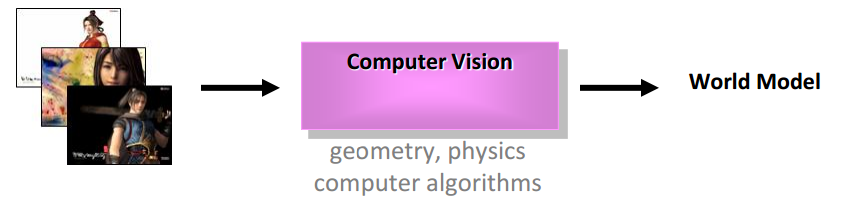 Computer Vision
World Model
geometry, physics
computer algorithms